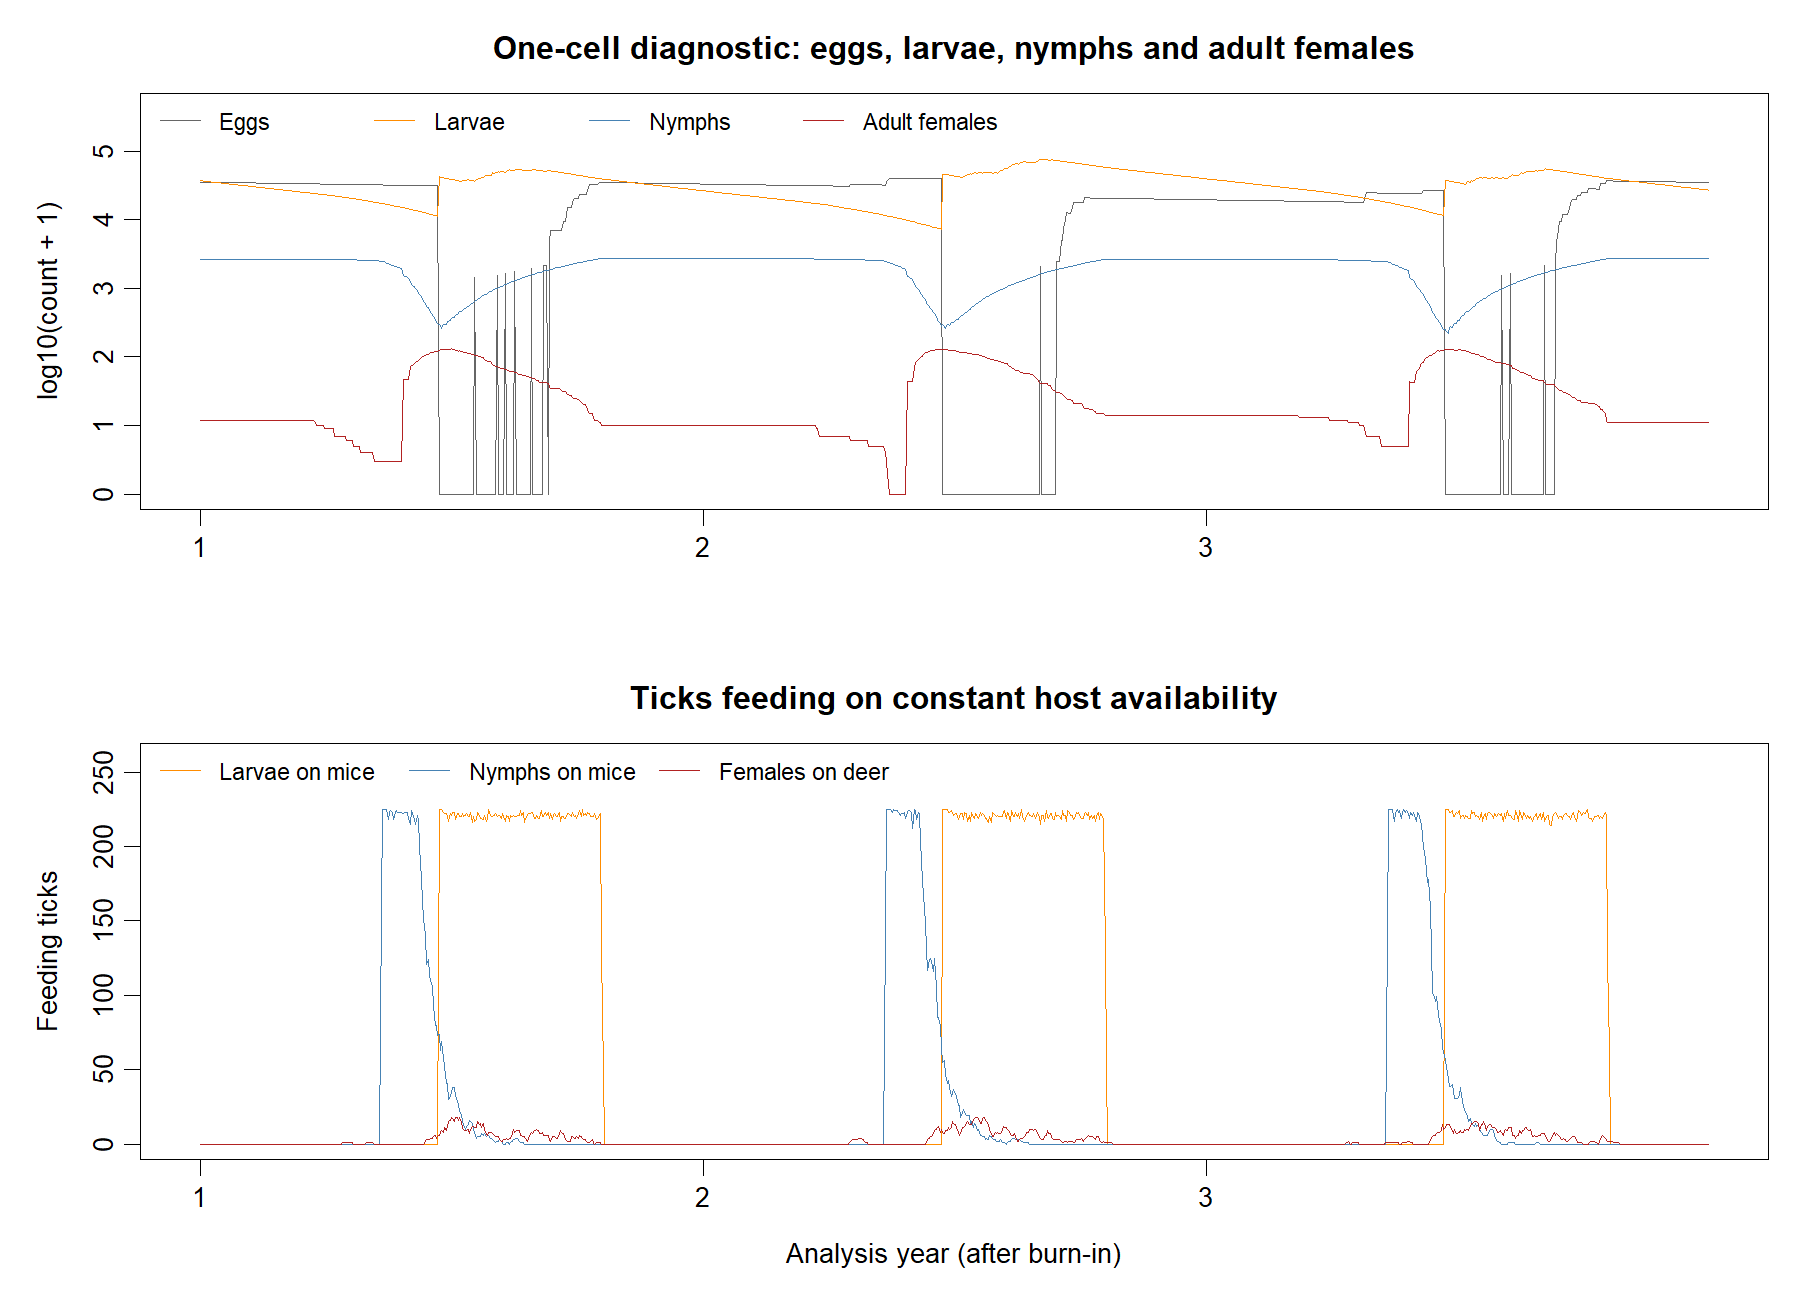 One-cell diagnostic: eggs, larvae, nymphs and adult females
Eggs Larvae Nymphs Adult females
log10(count + 1)
5
4
3
2
1
0
1 2 3
Ticks feeding on constant host availability
Larvae on mice Nymphs on mice Females on deer
Feeding ticks
250
200
150
100
50
0
1 2 3
Analysis year (after burn-in)